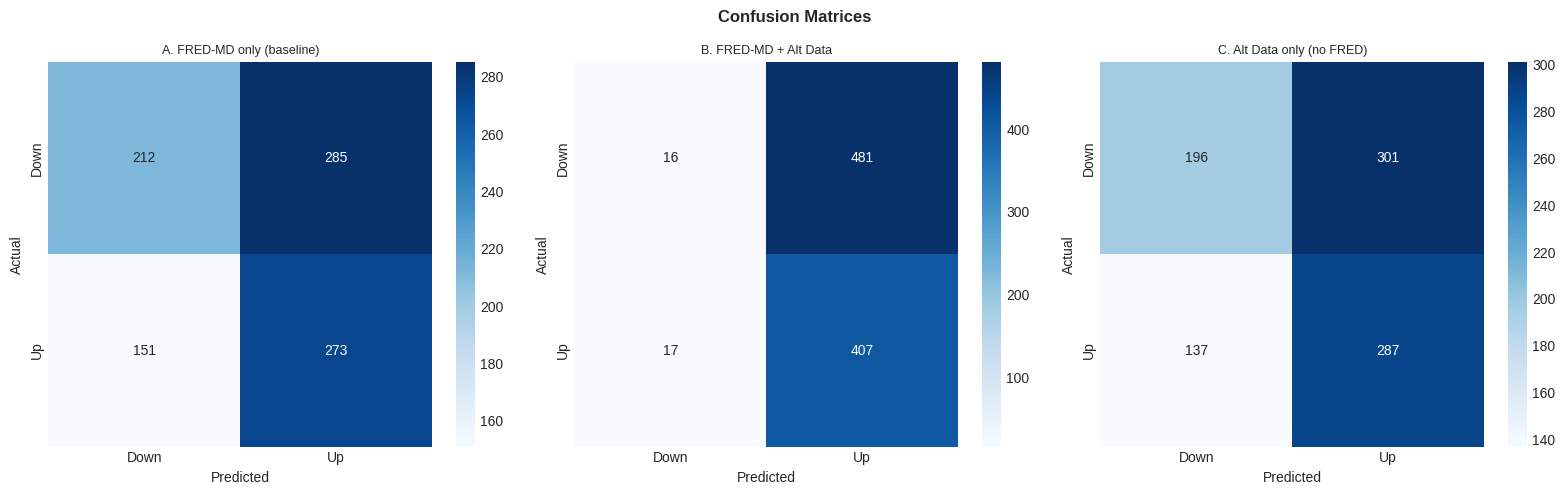 Confusion Matrices
A. FRED-MD only (baseline)
Actual
Down
Up
212
285
151
273
Down
Up
Predicted
280
260
240
220
200
180
160
B. FRED-MD + Alt Data
Actual
Down
Up
16
481
17
407
Down
Up
Predicted
400
300
200
100
C. Alt Data only (no FRED)
Actual
Down
Up
196
301
137
287
Down
Up
Predicted
300
280
260
240
220
200
180
160
140